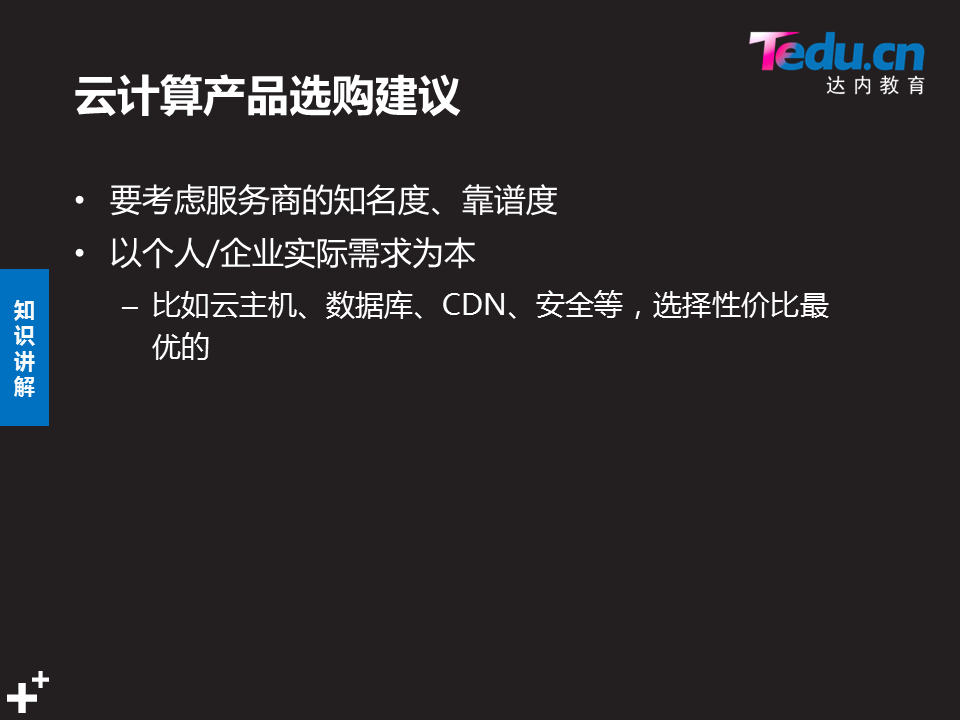 Tedu.cn
达内教育
云计算产品选购建议
• 要考虑服务商的知名度、靠谱度
• 以个人/企业实际需求为本
– 比如云主机、数据库、CDN、安全等，选择性价比最
优的
知
识
讲
解